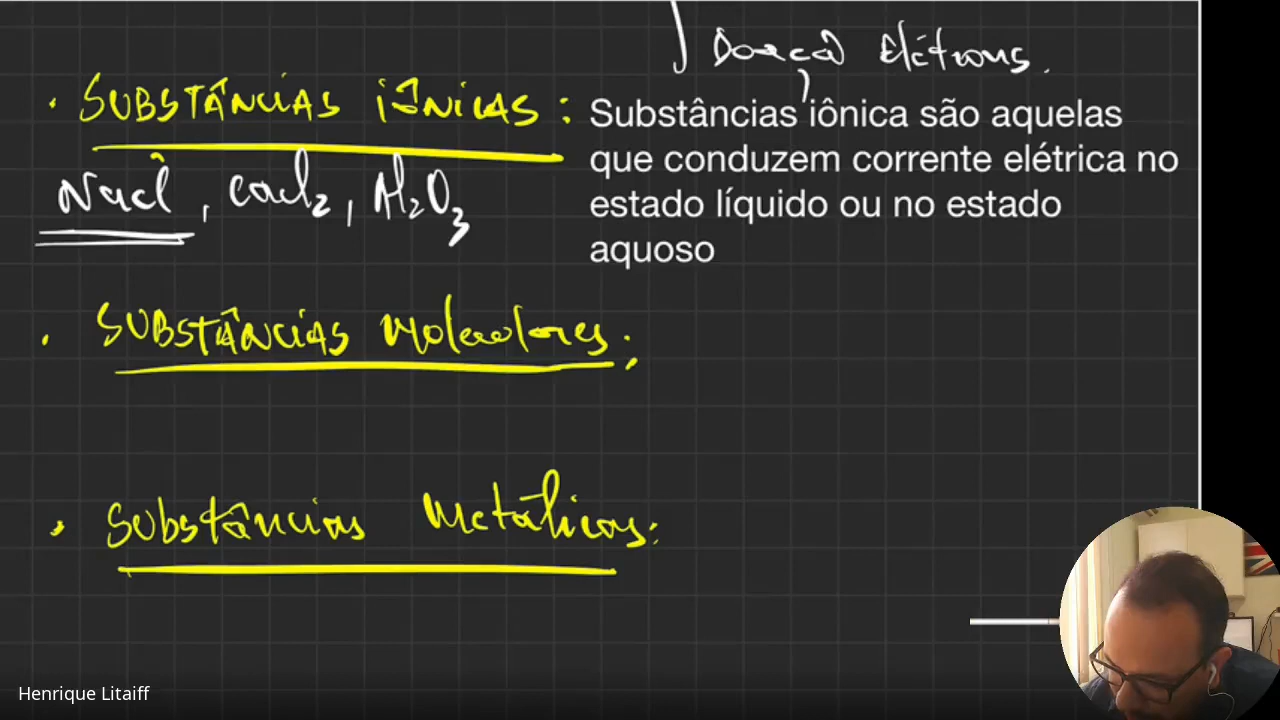 Doação Elétrons.
· SUBSTÂNCIAS IÔNICAS:
Substâncias iônica são aquelas
que conduzem corrente elétrica no
estado líquido ou no estado
aquoso
NaCl, CaCl₂, Al₂O₃
· SUBSTÂNCIAS Moleculares:
· Substâncias Metálicas:
Henrique Litaiff